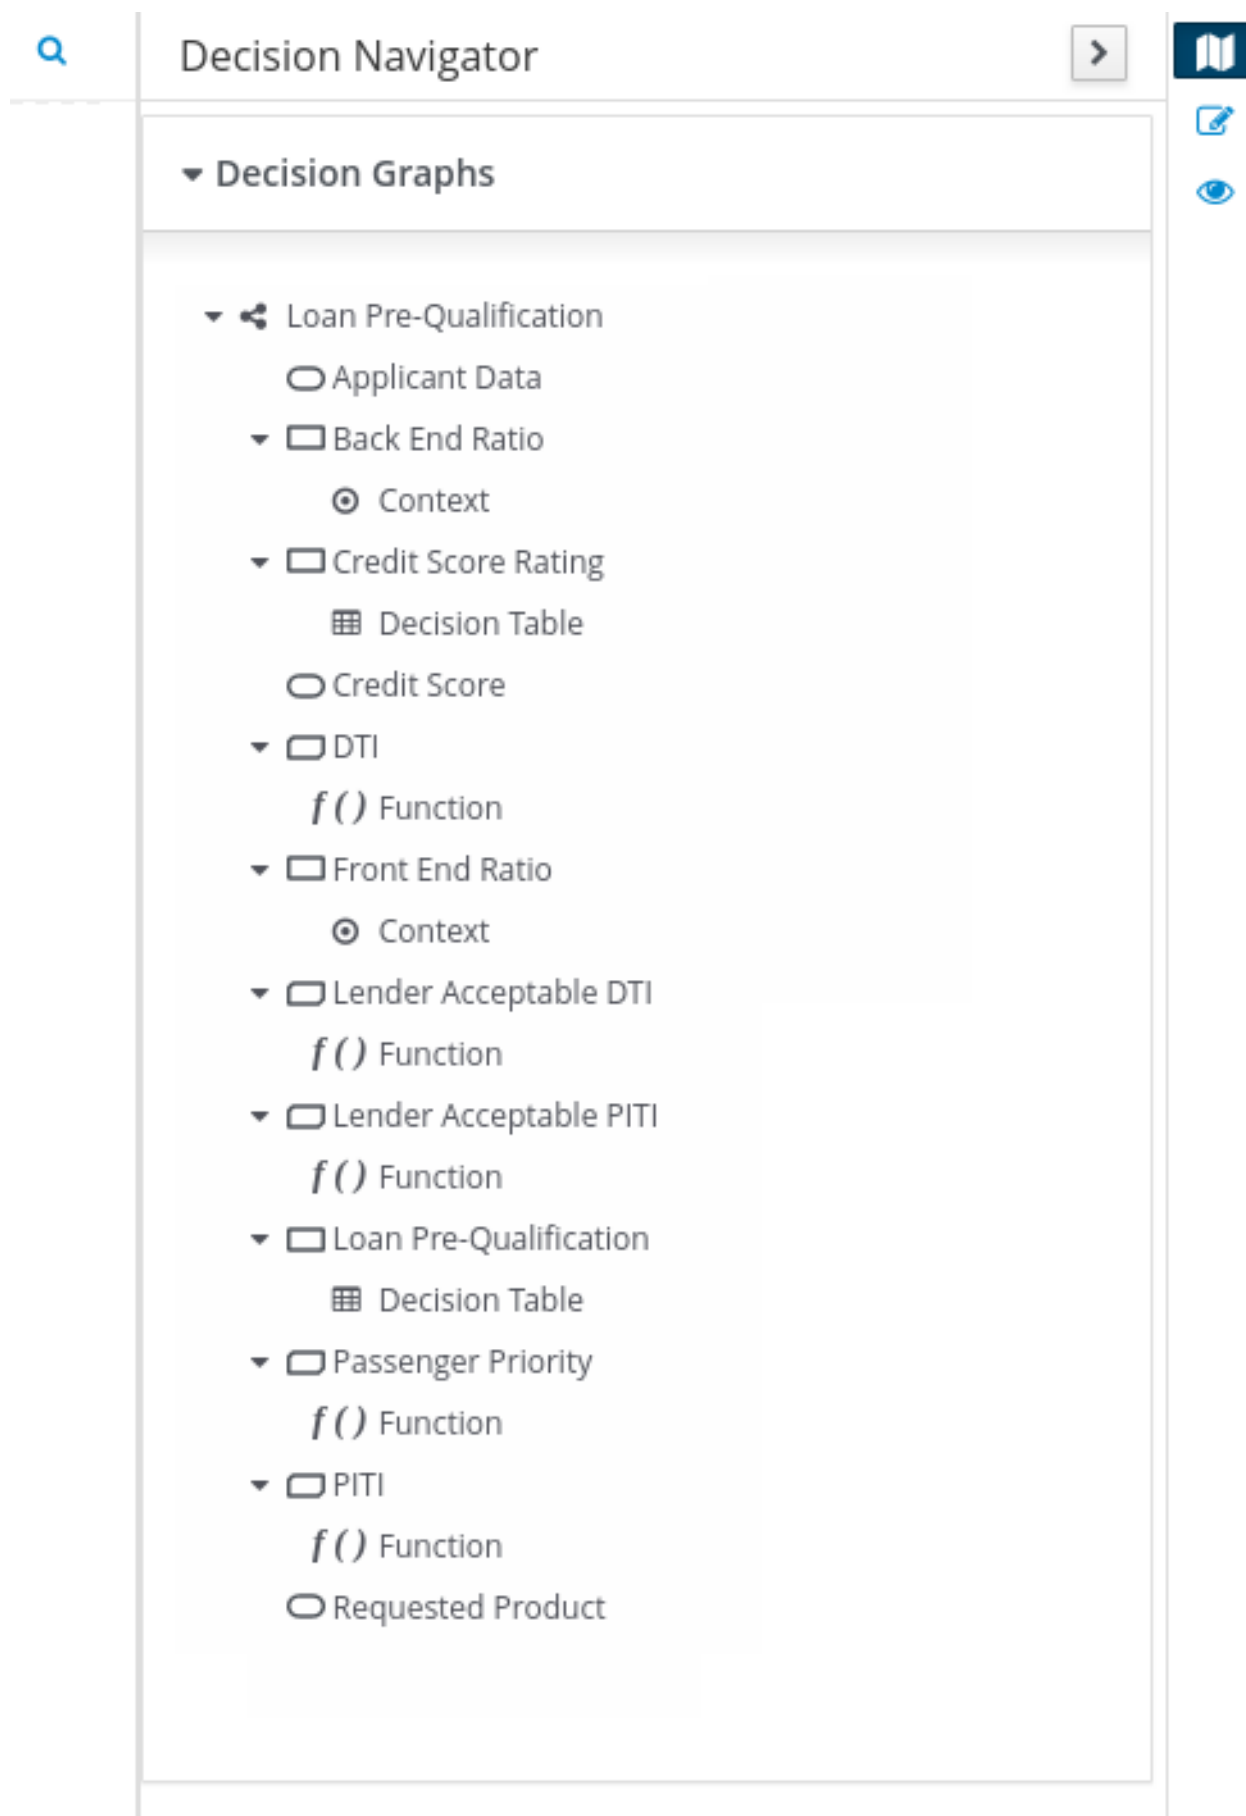 Decision Navigator
Decision Graphs
Loan Pre-Qualification
Applicant Data
Back End Ratio
Context
Credit Score Rating
Decision Table
Credit Score
DTI
f ( ) Function
Front End Ratio
Context
Lender Acceptable DTI
f ( ) Function
Lender Acceptable PITI
f ( ) Function
Loan Pre-Qualification
Decision Table
Passenger Priority
f ( ) Function
PITI
f ( ) Function
Requested Product